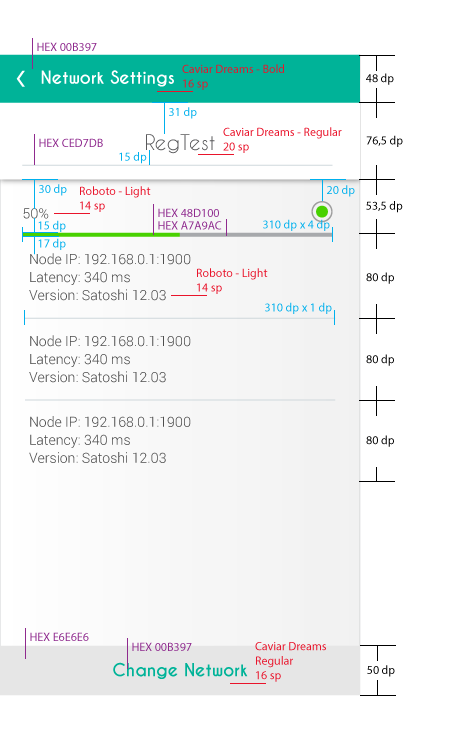 HEX 00B397
Network Settings
Caviar Dreams - Bold
16 sp
48 dp
31 dp
HEX CED7DB
RegTest
Caviar Dreams - Regular
20 sp
15 dp
76,5 dp
30 dp
Roboto - Light
14 sp
20 dp
50%
HEX 48D100
HEX A7A9AC
53,5 dp
15 dp
310 dp x 4 dp
17 dp
Node IP: 192.168.0.1:1900
Latency: 340 ms
Version: Satoshi 12.03
Roboto - Light
14 sp
80 dp
310 dp x 1 dp
Node IP: 192.168.0.1:1900
Latency: 340 ms
Version: Satoshi 12.03
80 dp
Node IP: 192.168.0.1:1900
Latency: 340 ms
Version: Satoshi 12.03
80 dp
HEX E6E6E6
HEX 00B397
Caviar Dreams
Regular
16 sp
Change Network
50 dp